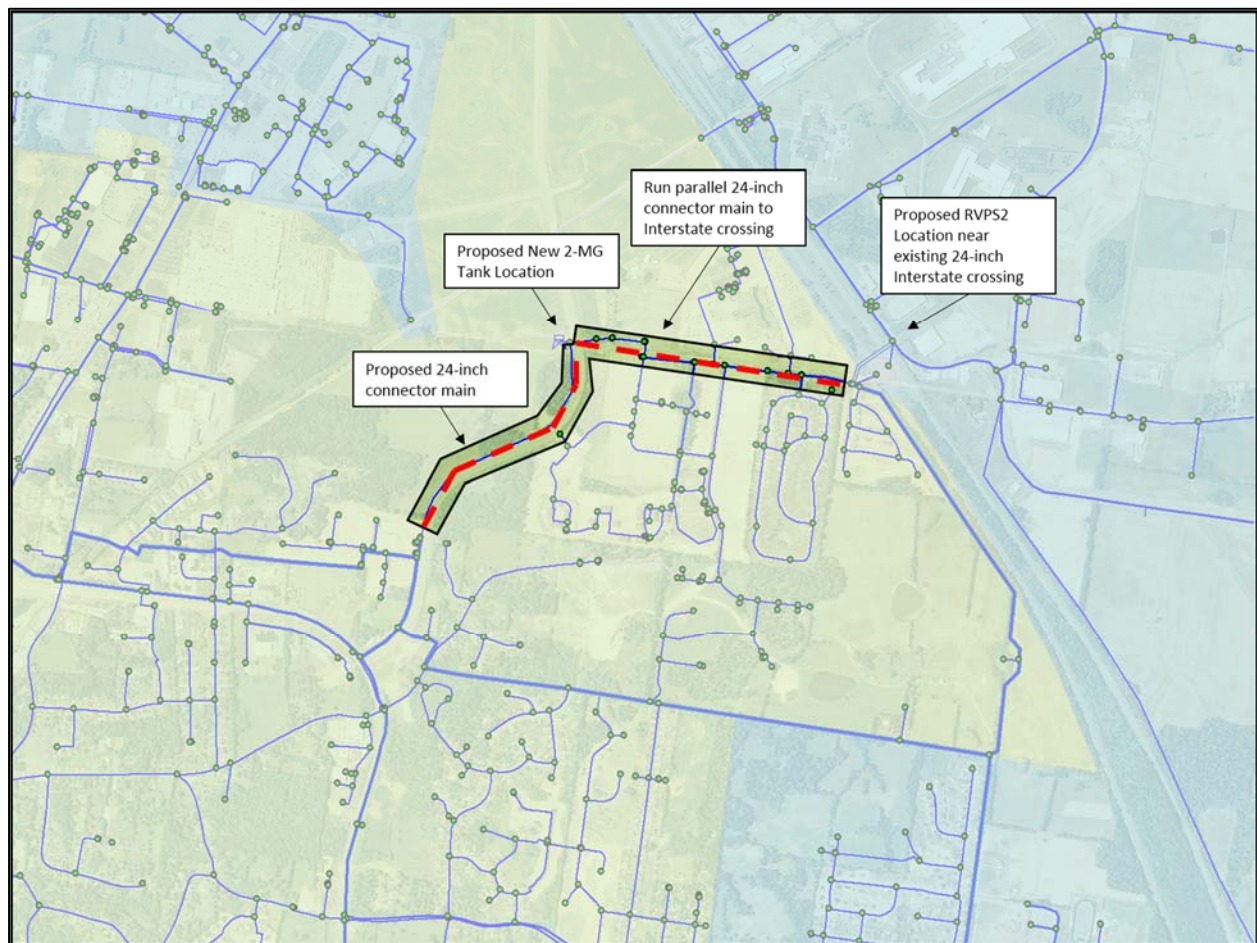 Run parallel 24-inch
connector main to
Interstate crossing
Proposed RVPS2
Location near
existing 24-inch
Interstate crossing
Proposed New 2-MG
Tank Location
Proposed 24-inch
connector main